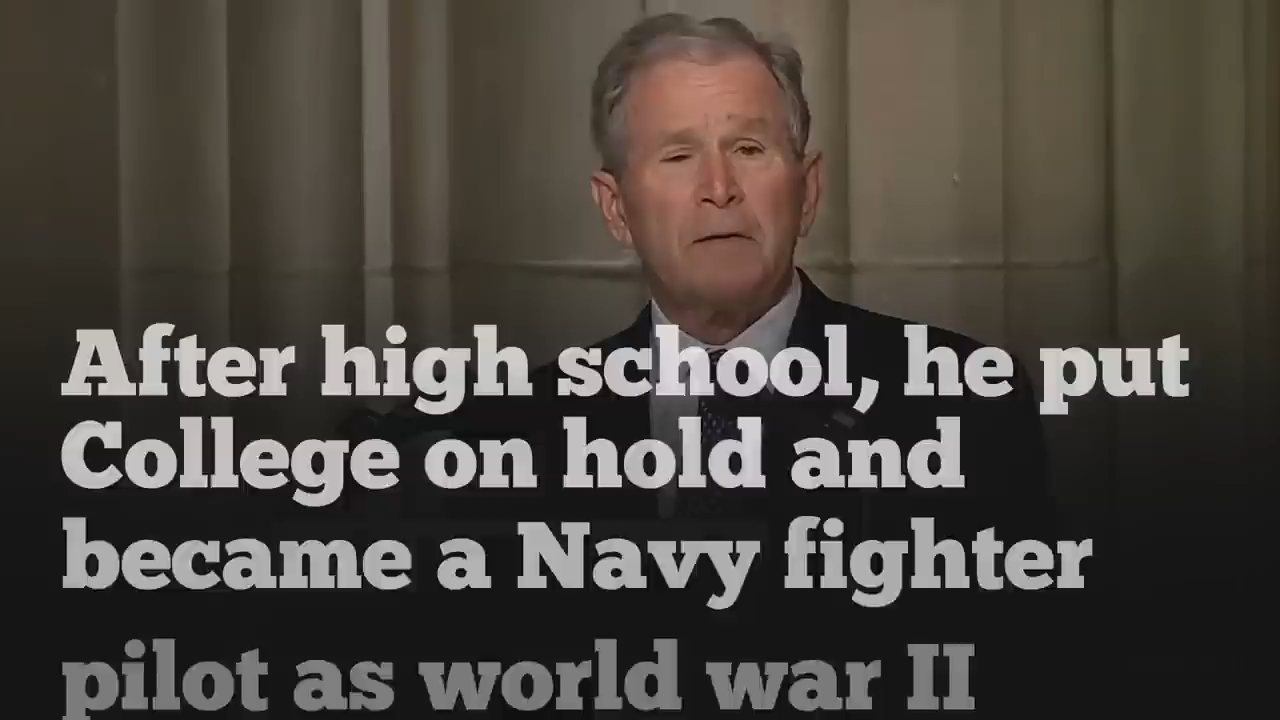 After high school, he put
College on hold and
became a Navy fighter
pilot as world war II